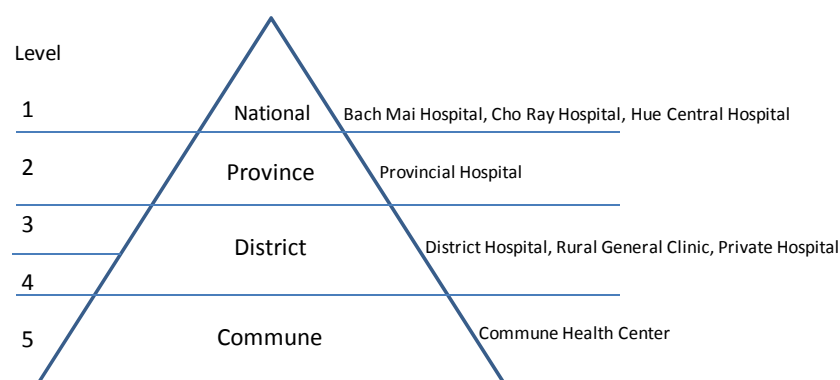 Level
1
National
Bach Mai Hospital, Cho Ray Hospital, Hue Central Hospital
2
Province
Provincial Hospital
3
District
District Hospital, Rural General Clinic, Private Hospital
4
5
Commune
Commune Health Center